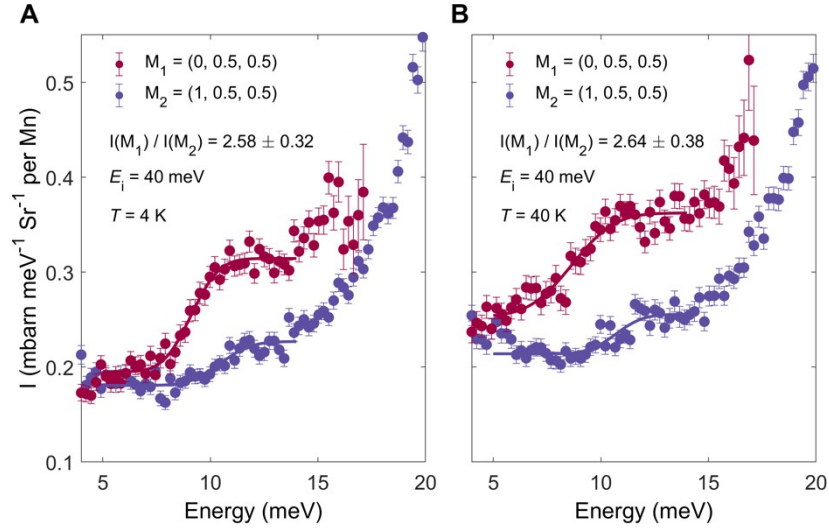 A
B
M₁ = (0, 0.5, 0.5)
M₂ = (1, 0.5, 0.5)
I(M₁) / I(M₂) = 2.58 ± 0.32
Eᵢ = 40 meV
T = 4 K
M₁ = (0, 0.5, 0.5)
M₂ = (1, 0.5, 0.5)
I(M₁) / I(M₂) = 2.64 ± 0.38
Eᵢ = 40 meV
T = 40 K
I (mbarn meV⁻¹ Sr⁻¹ per Mn)
0.5
0.4
0.3
0.2
0.1
5 10 15 20
5 10 15 20
Energy (meV)
Energy (meV)